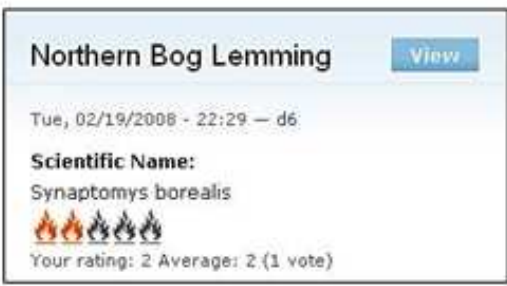 Northern Bog Lemming
View
Tue, 02/19/2008 - 22:29 — d6
Scientific Name:
Synaptomys borealis
Your rating: 2 Average: 2 (1 vote)